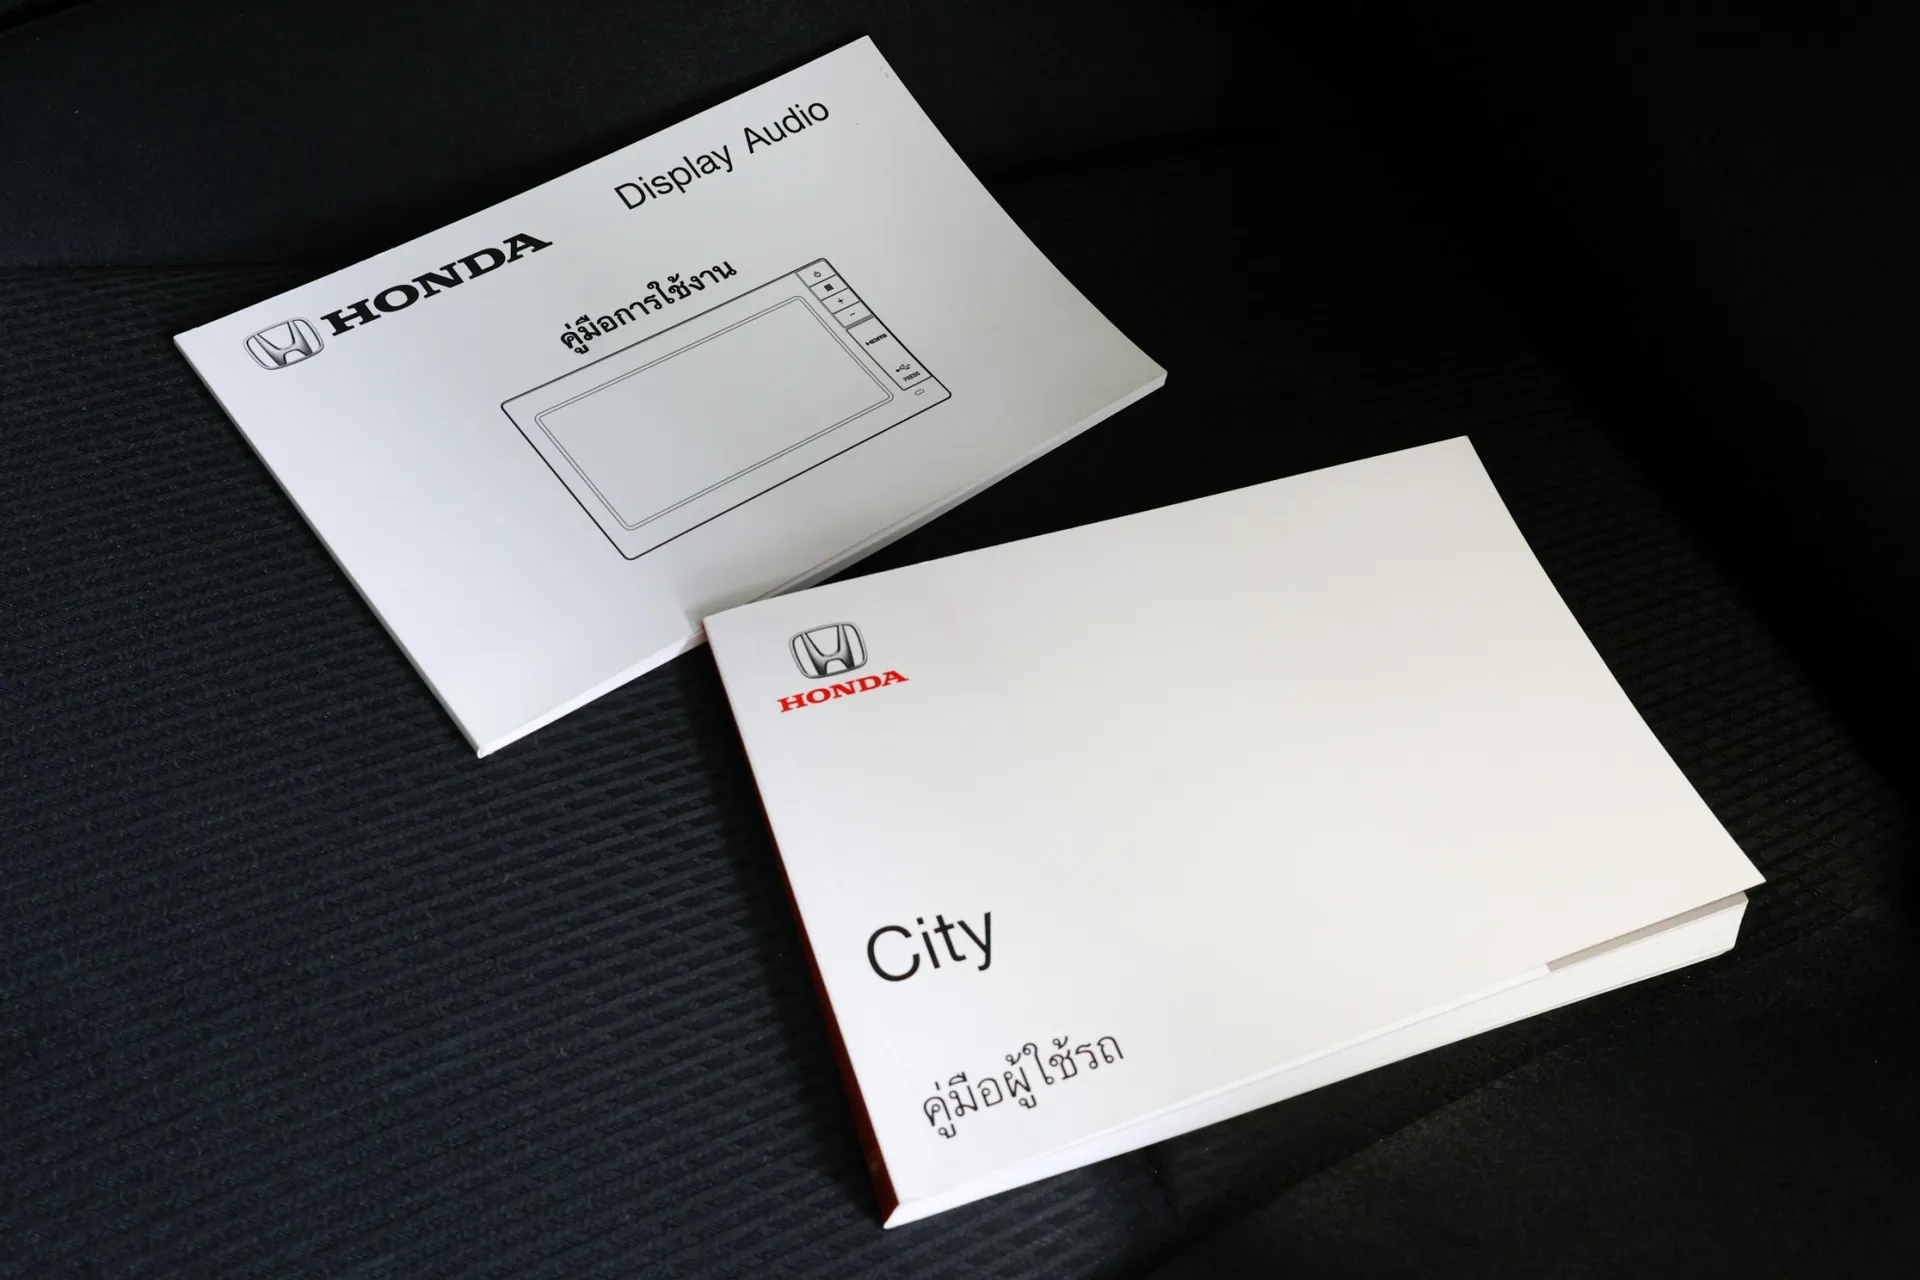 HONDA
Display Audio
คู่มือการใช้งาน
+
-
HDMI
PRESS
HONDA
City
คู่มือผู้ใช้รถ